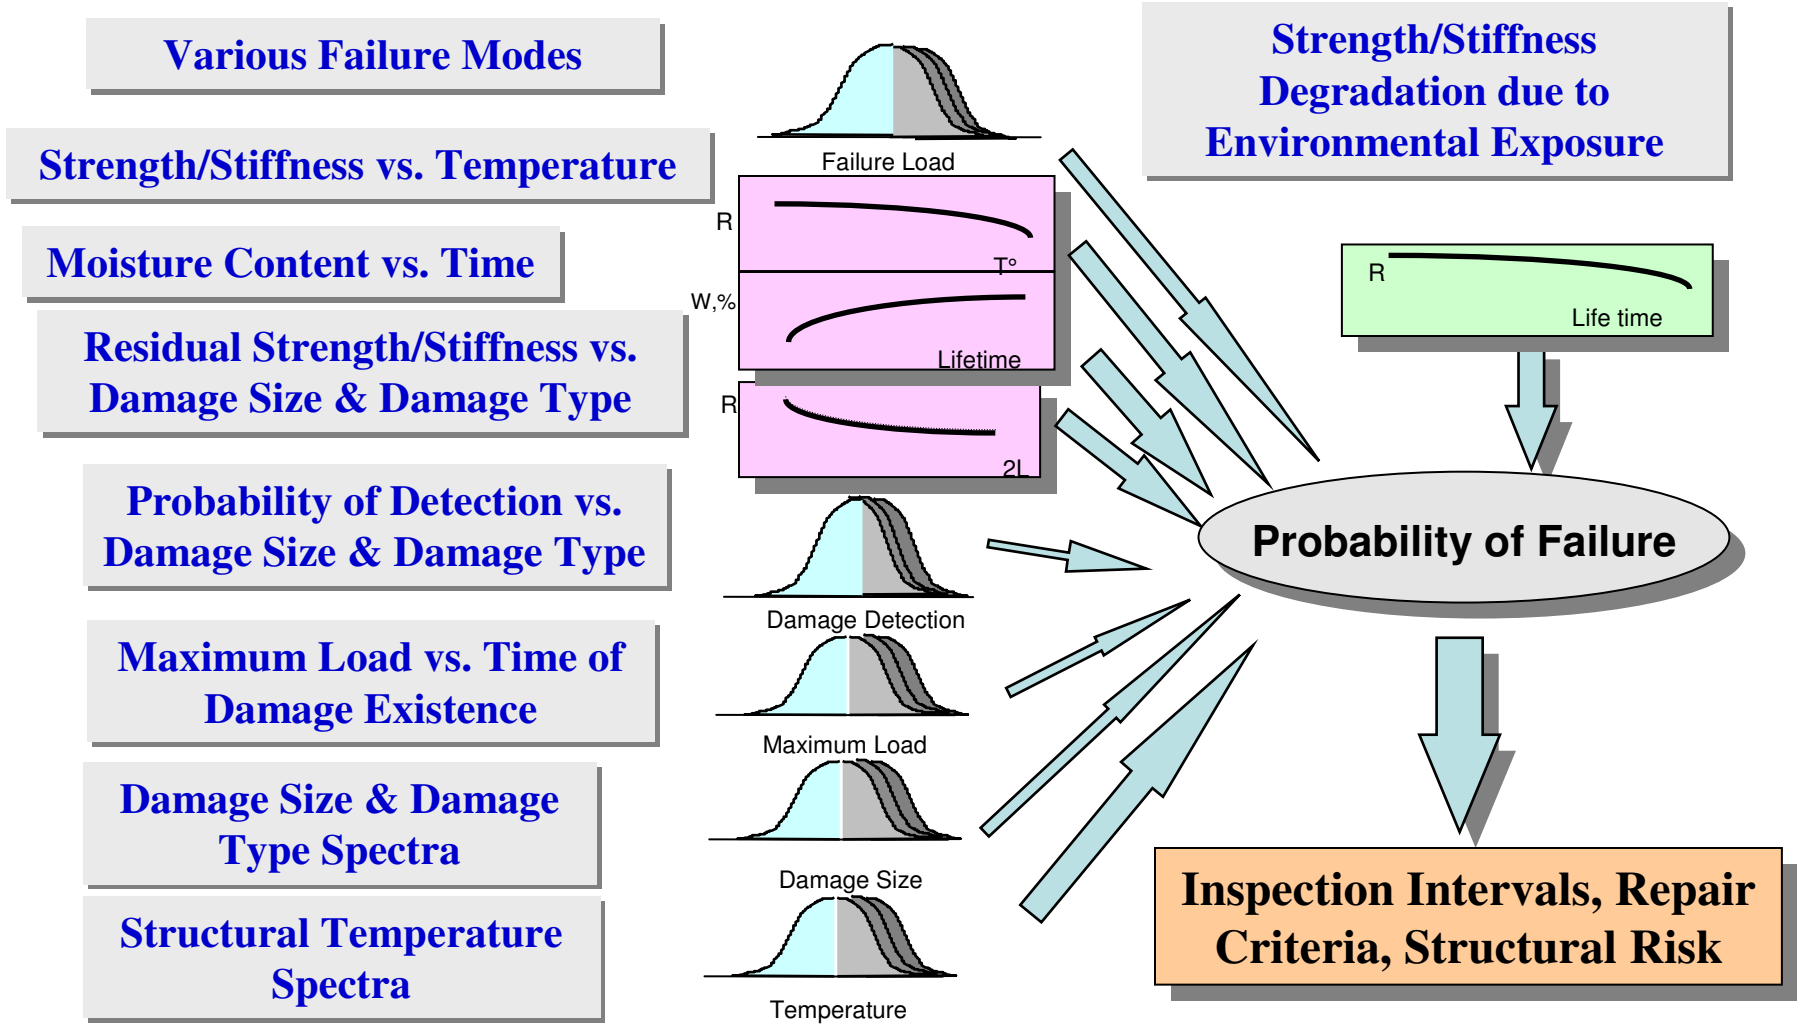 Various Failure Modes
Strength/Stiffness vs. Temperature
Moisture Content vs. Time
Residual Strength/Stiffness vs.
Damage Size & Damage Type
Probability of Detection vs.
Damage Size & Damage Type
Maximum Load vs. Time of
Damage Existence
Damage Size & Damage
Type Spectra
Structural Temperature
Spectra
Failure Load
R
T°
W,%
Lifetime
R
2L
Damage Detection
Maximum Load
Damage Size
Temperature
Strength/Stiffness
Degradation due to
Environmental Exposure
R
Life time
Probability of Failure
Inspection Intervals, Repair
Criteria, Structural Risk